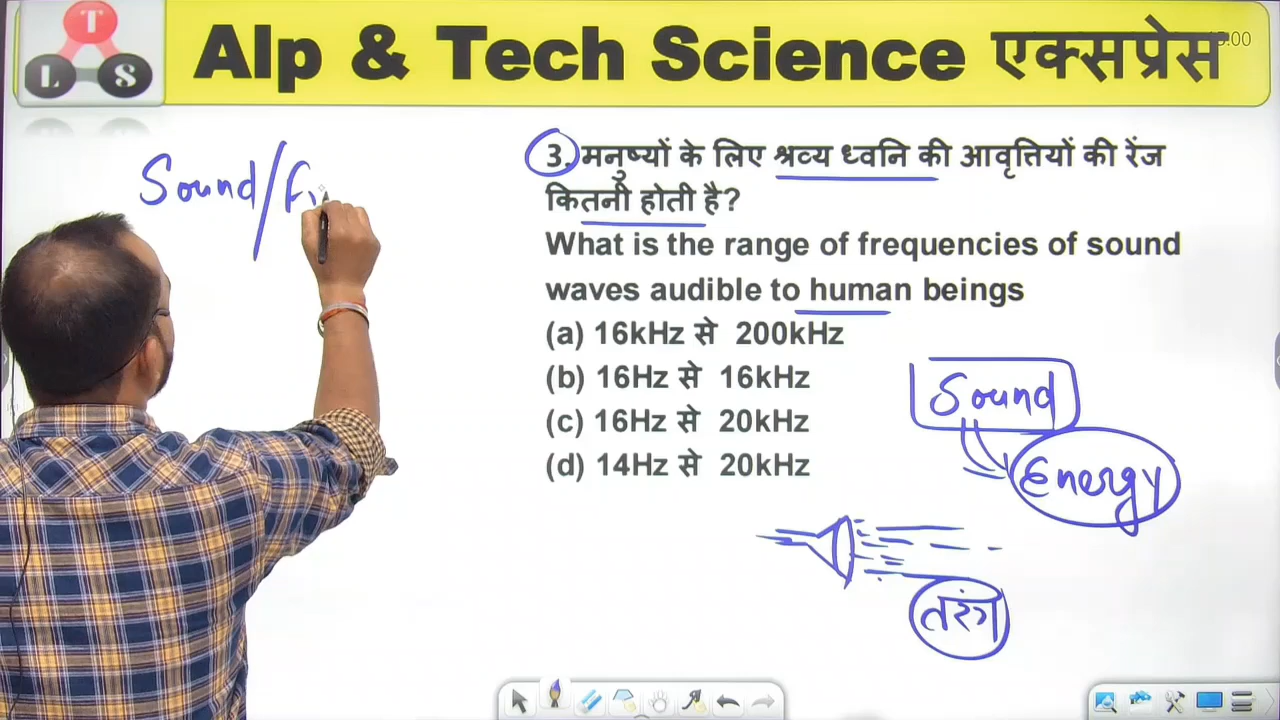 T
L
S
Alp & Tech Science एक्सप्रेस
Sound/
3. मनुष्यों के लिए श्रव्य ध्वनि की आवृत्तियों की रेंज
कितनी होती है?
What is the range of frequencies of sound
waves audible to human beings
(a) 16kHz से 200kHz
(b) 16Hz से 16kHz
(c) 16Hz से 20kHz
(d) 14Hz से 20kHz
Sound
Energy
तरंग